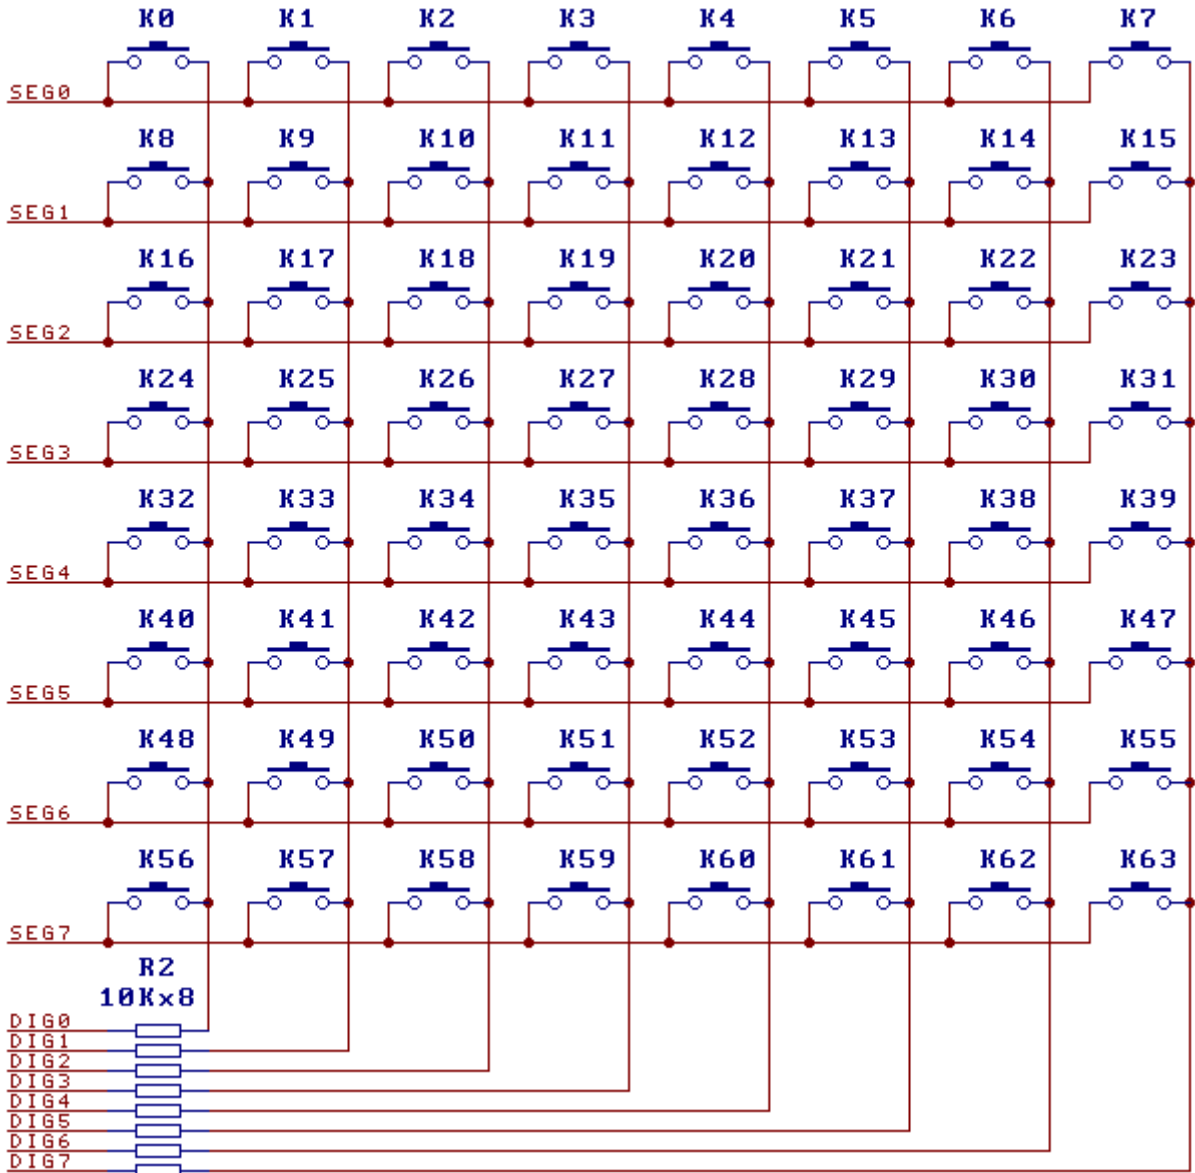 K0 K1 K2 K3 K4 K5 K6 K7
SEG0
K8 K9 K10 K11 K12 K13 K14 K15
SEG1
K16 K17 K18 K19 K20 K21 K22 K23
SEG2
K24 K25 K26 K27 K28 K29 K30 K31
SEG3
K32 K33 K34 K35 K36 K37 K38 K39
SEG4
K40 K41 K42 K43 K44 K45 K46 K47
SEG5
K48 K49 K50 K51 K52 K53 K54 K55
SEG6
K56 K57 K58 K59 K60 K61 K62 K63
SEG7
R2
10Kx8
DIG0
DIG1
DIG2
DIG3
DIG4
DIG5
DIG6
DIG7